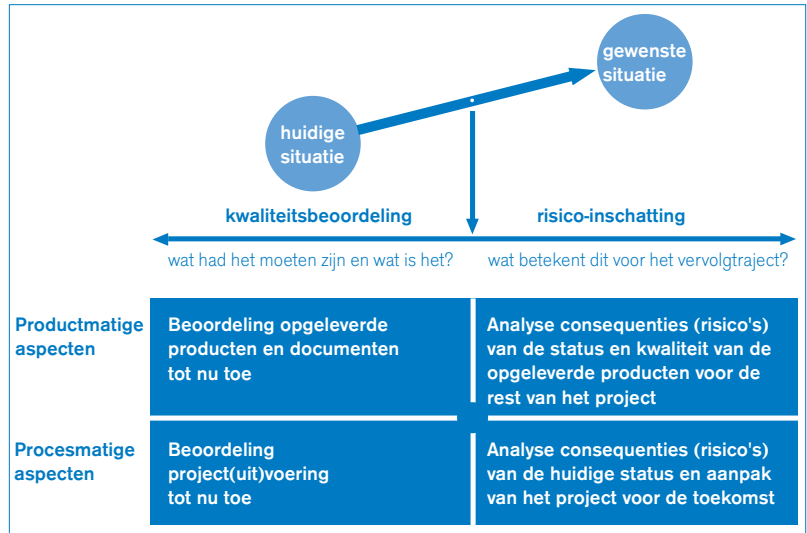 gewenste
situatie
huidige
situatie
kwaliteitsbeoordeling
risico-inschatting
wat had het moeten zijn en wat is het?
wat betekent dit voor het vervolgtraject?
Productmatige
aspecten
Beoordeling opgeleverde
producten en documenten
tot nu toe
Analyse consequenties (risico's)
van de status en kwaliteit van de
opgeleverde producten voor de
rest van het project
Procesmatige
aspecten
Beoordeling
project(uit)voering
tot nu toe
Analyse consequenties (risico's)
van de huidige status en aanpak
van het project voor de toekomst